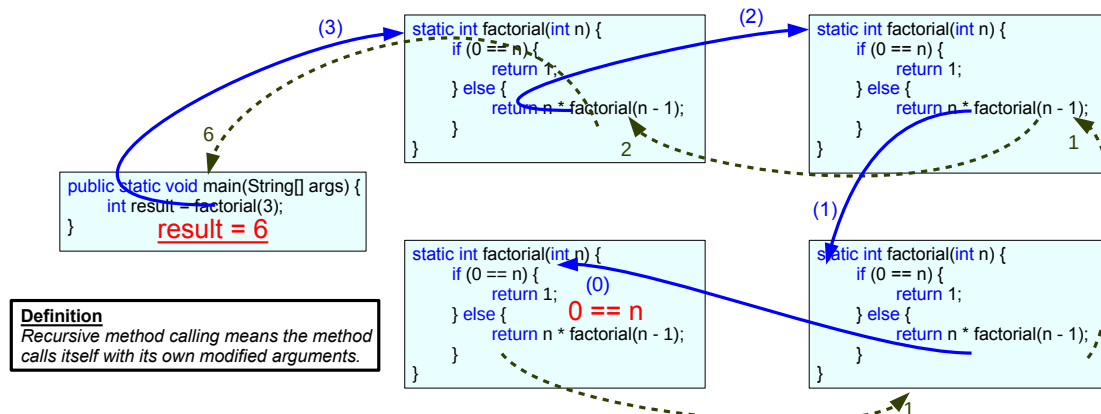 (3)
static int factorial(int n) {
if (0 == n) {
return 1;
} else {
return n * factorial(n - 1);
}
}
(2)
static int factorial(int n) {
if (0 == n) {
return 1;
} else {
return n * factorial(n - 1);
}
}
6
2
1
public static void main(String[] args) {
int result = factorial(3);
}
result = 6
(1)
static int factorial(int n) {
if (0 == n) {
return 1;
} else {
return n * factorial(n - 1);
}
}
(0)
0 == n
static int factorial(int n) {
if (0 == n) {
return 1;
} else {
return n * factorial(n - 1);
}
}
1
Definition
Recursive method calling means the method
calls itself with its own modified arguments.